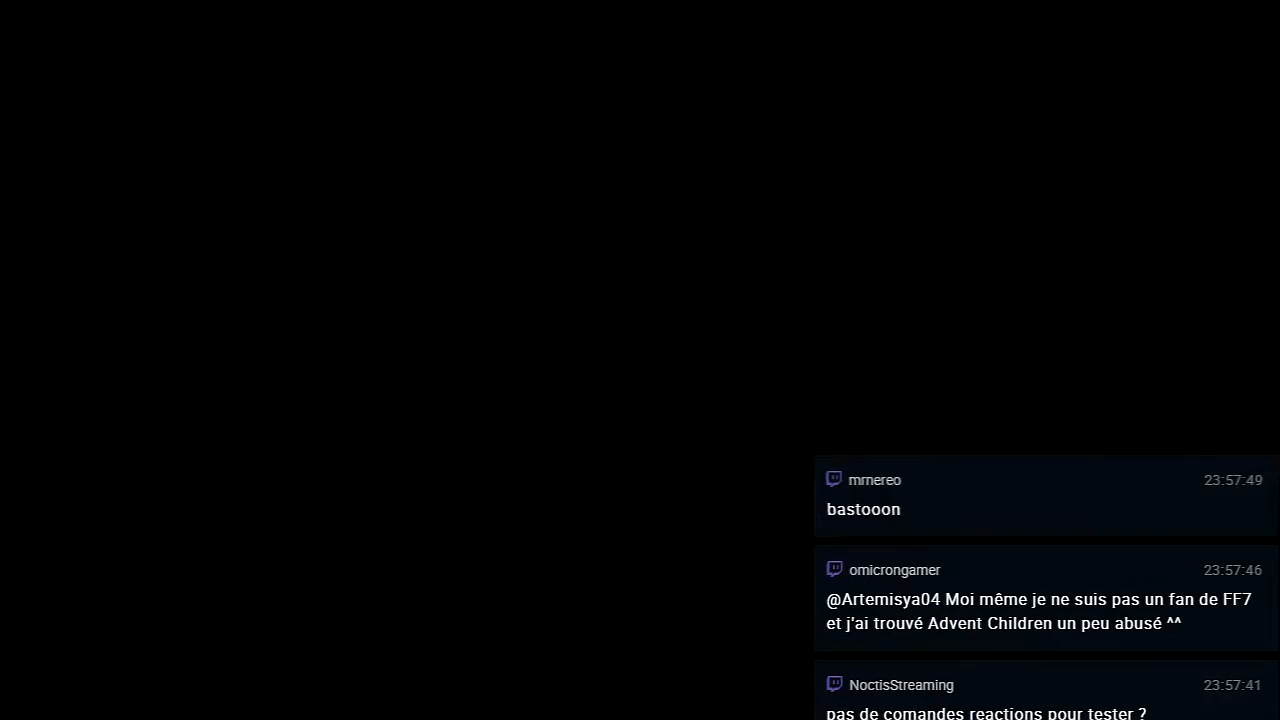 mrnereo 23:57:49
bastooon
omicrongamer 23:57:46
@Artemisya04 Moi même je ne suis pas un fan de FF7
et j'ai trouvé Advent Children un peu abusé ^^
NoctisStreaming 23:57:41
pas de comandes reactions pour tester ?